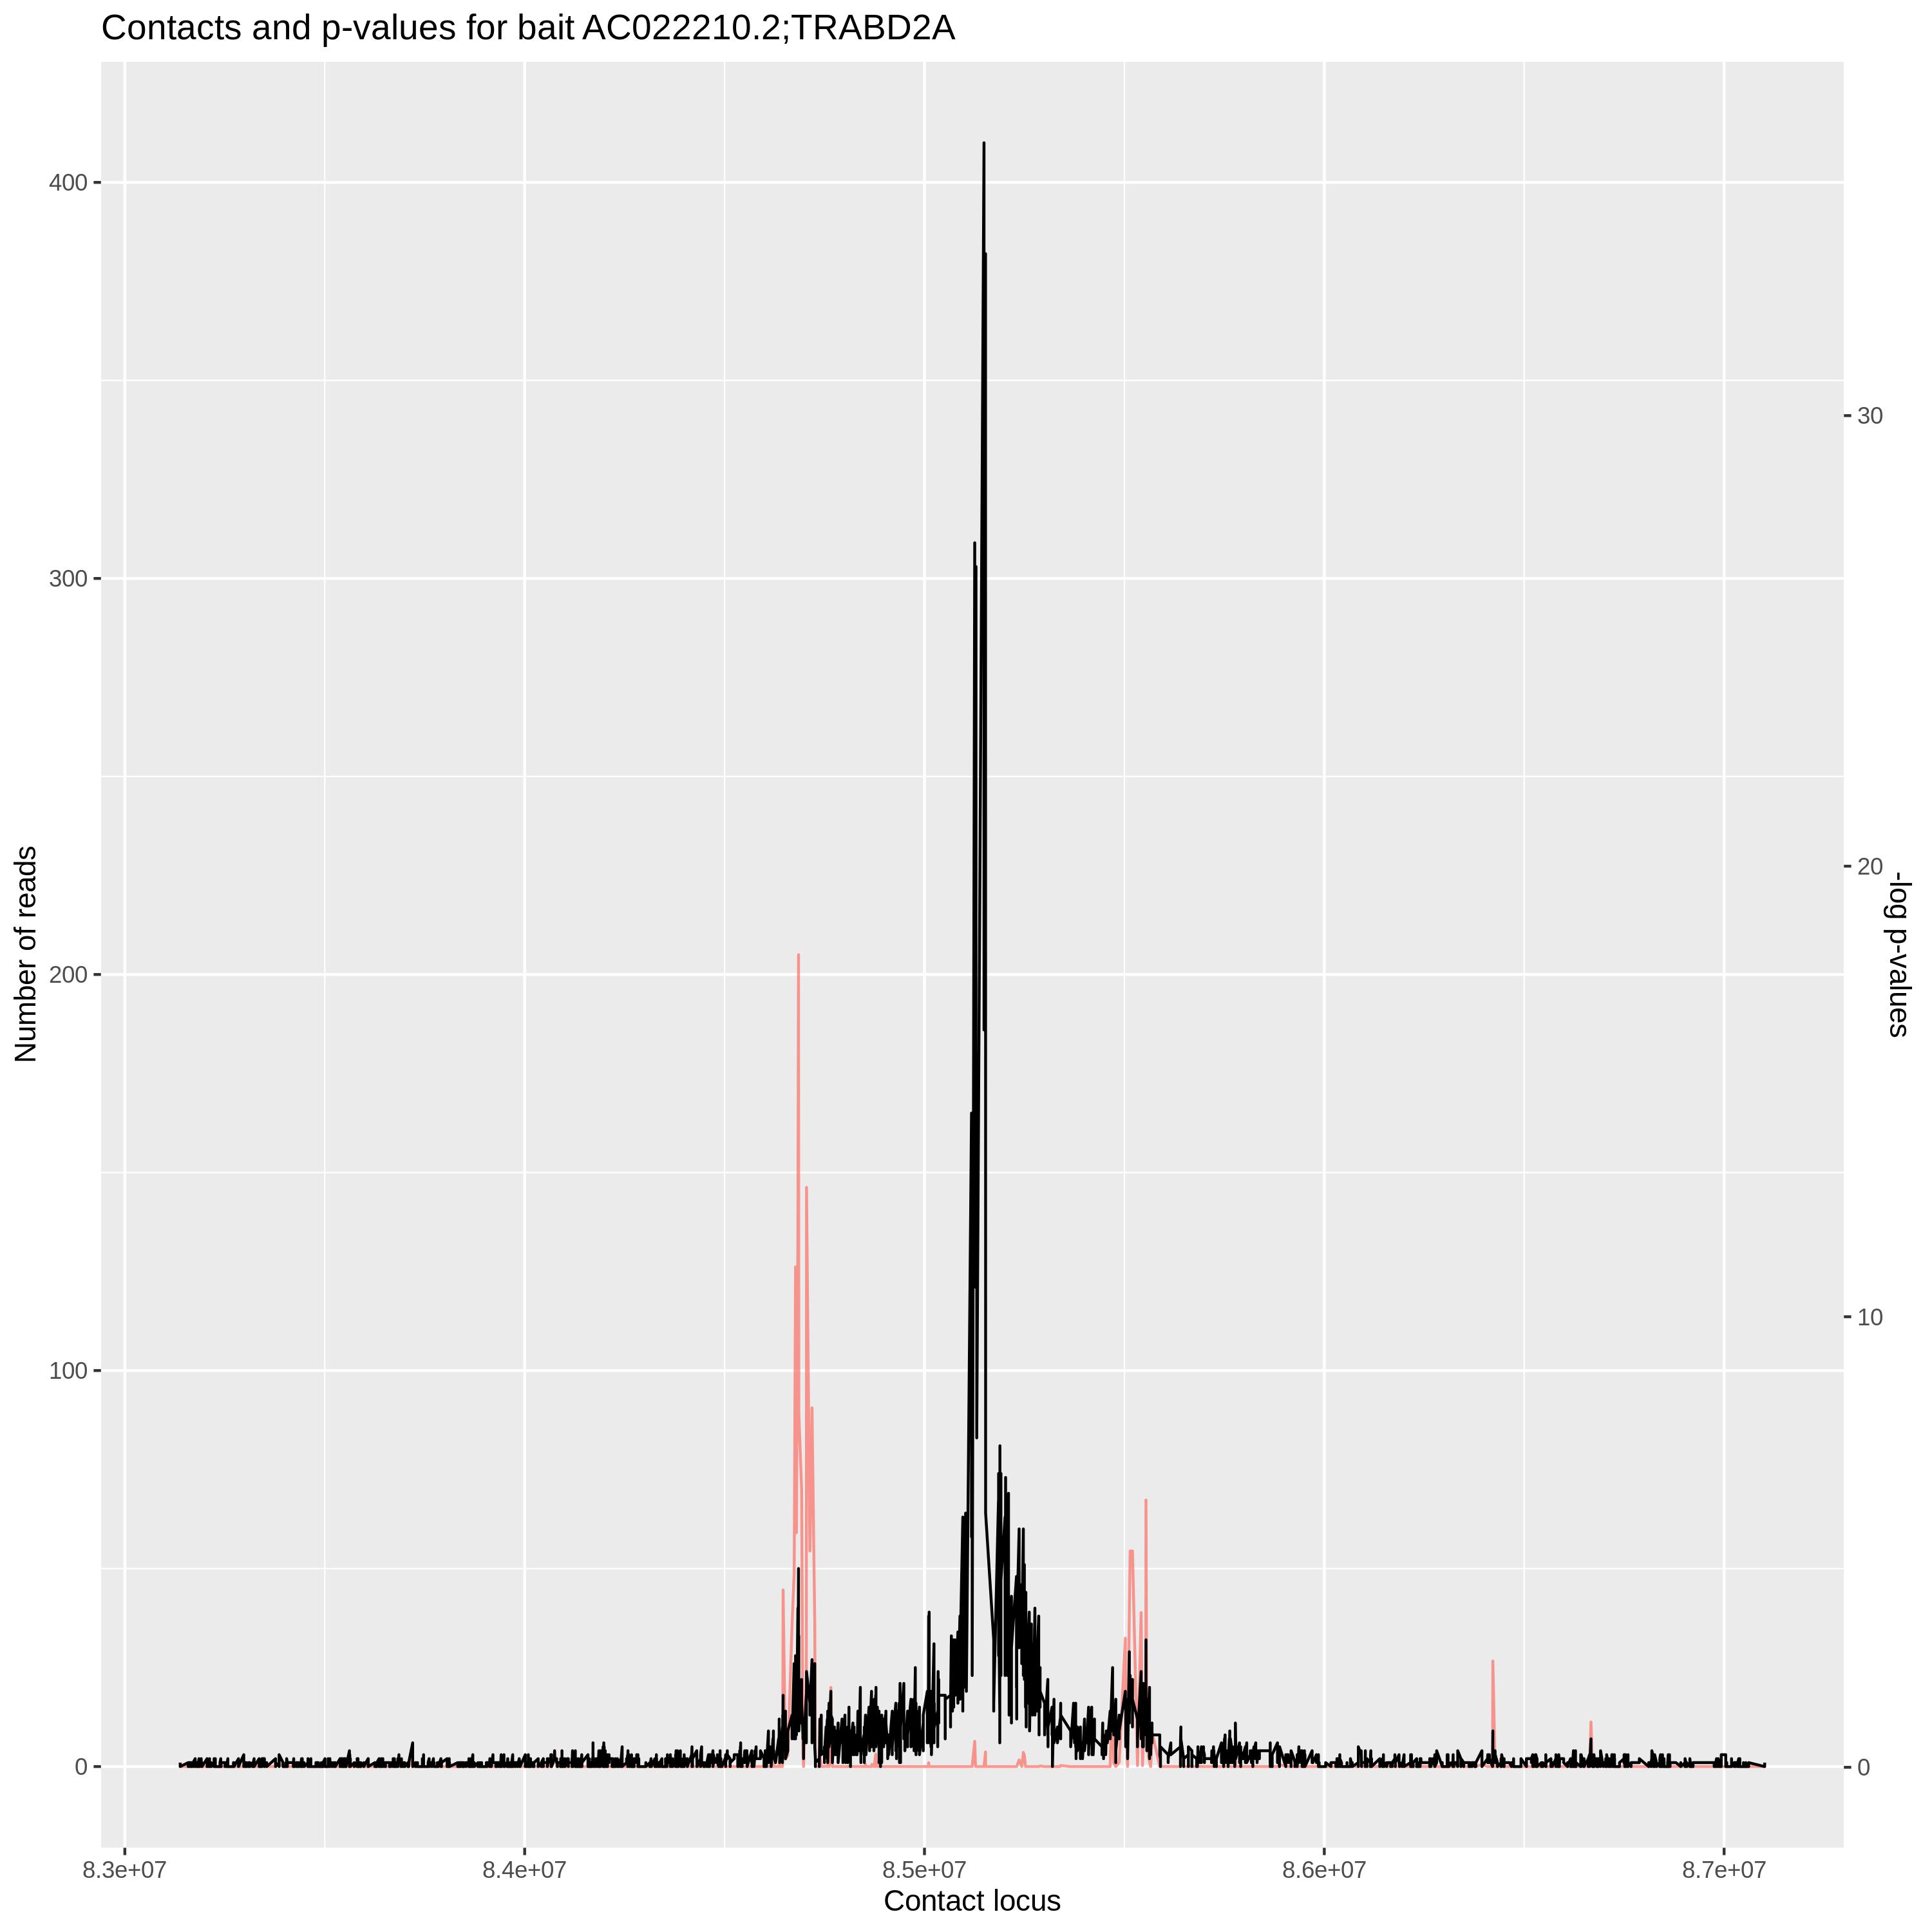 Contacts and p-values for bait AC022210.2;TRABD2A
400
300
200
100
0
Number of reads
30
20
10
0
-log p-values
8.3e+07 8.4e+07 8.5e+07 8.6e+07 8.7e+07
Contact locus